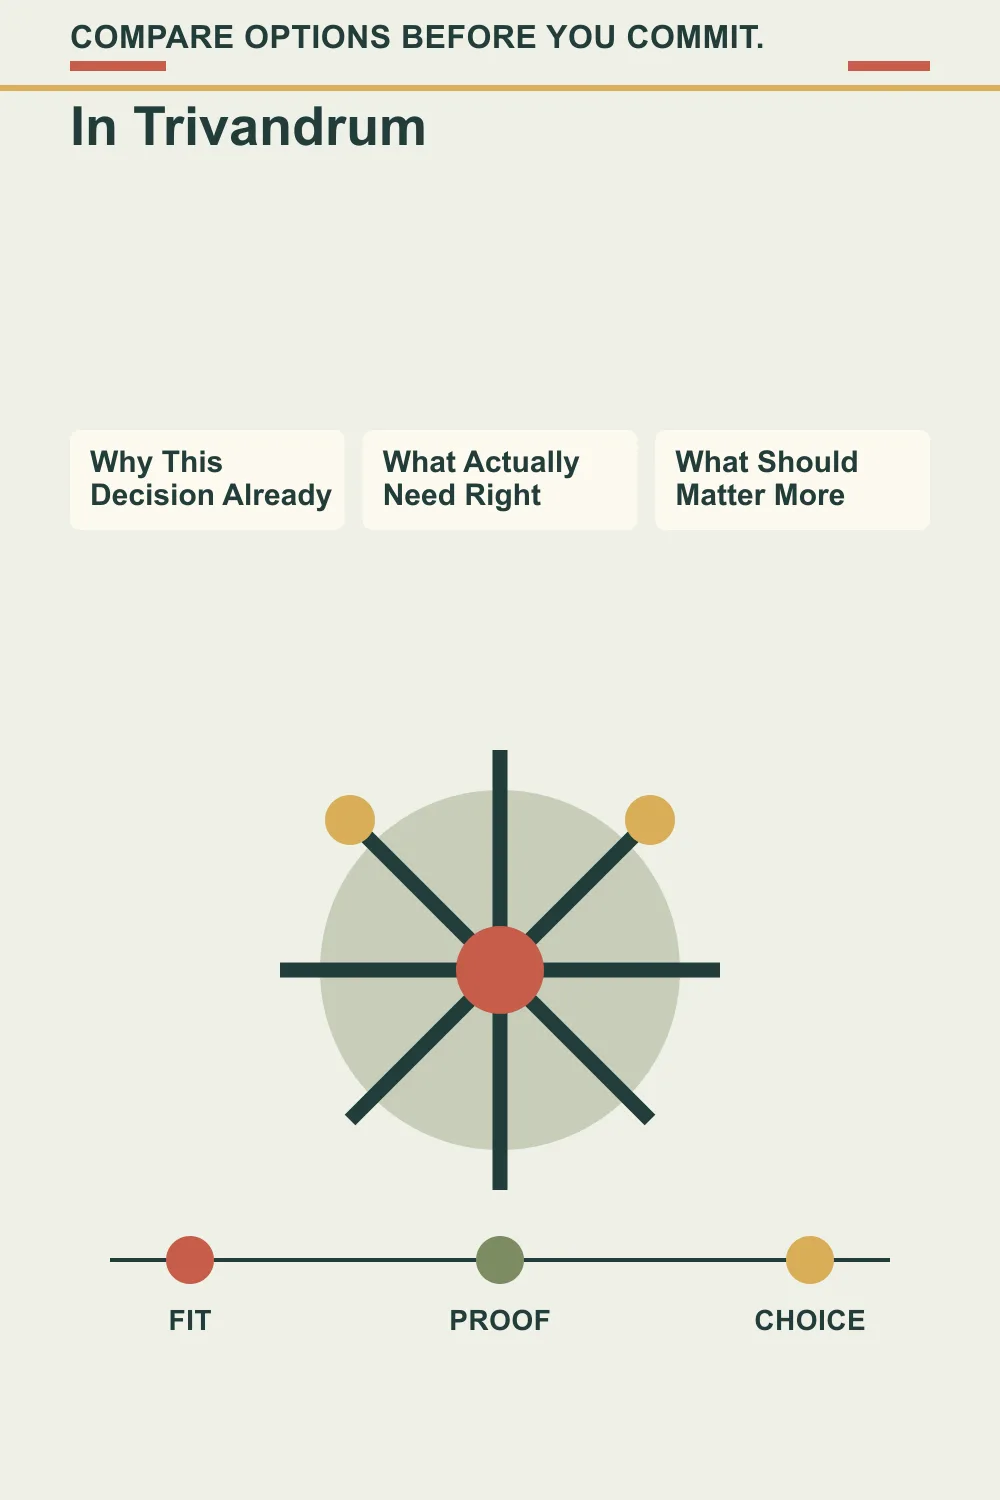 COMPARE OPTIONS BEFORE YOU COMMIT.
In Trivandrum
Why This
Decision Already
What Actually
Need Right
What Should
Matter More
FIT
PROOF
CHOICE